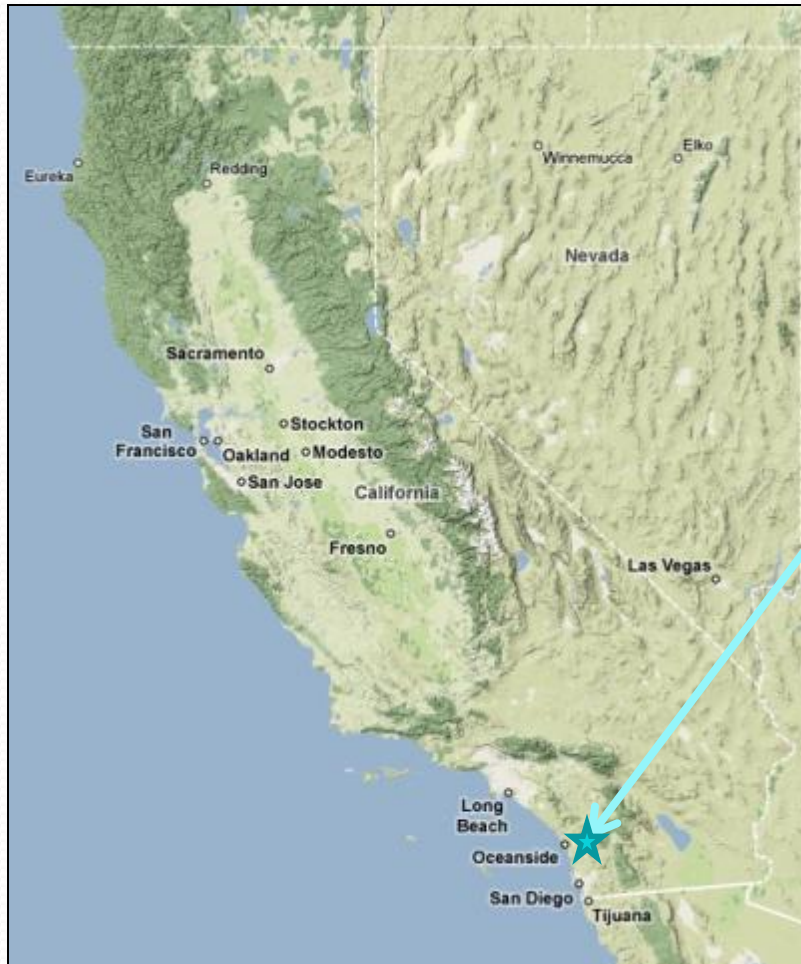 Eureka
Redding
Winnemucca
Elko
Nevada
Sacramento
Stockton
San
Francisco
Oakland
Modesto
San Jose
California
Fresno
Las Vegas
Long
Beach
Oceanside
San Diego
Tijuana